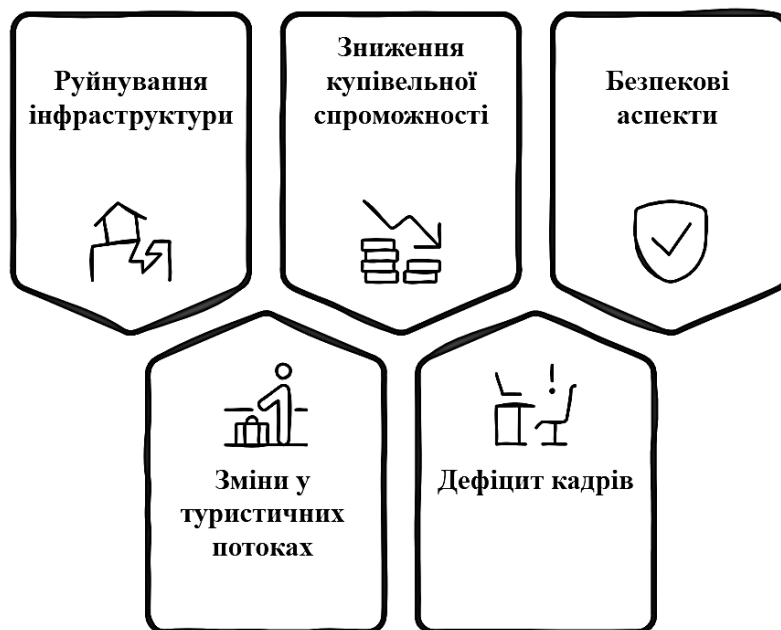 Руйнування
інфраструктури
Зниження
купівельної
спроможності
Безпекові
аспекти
Зміни у
туристичних
потоках
Дефіцит кадрів